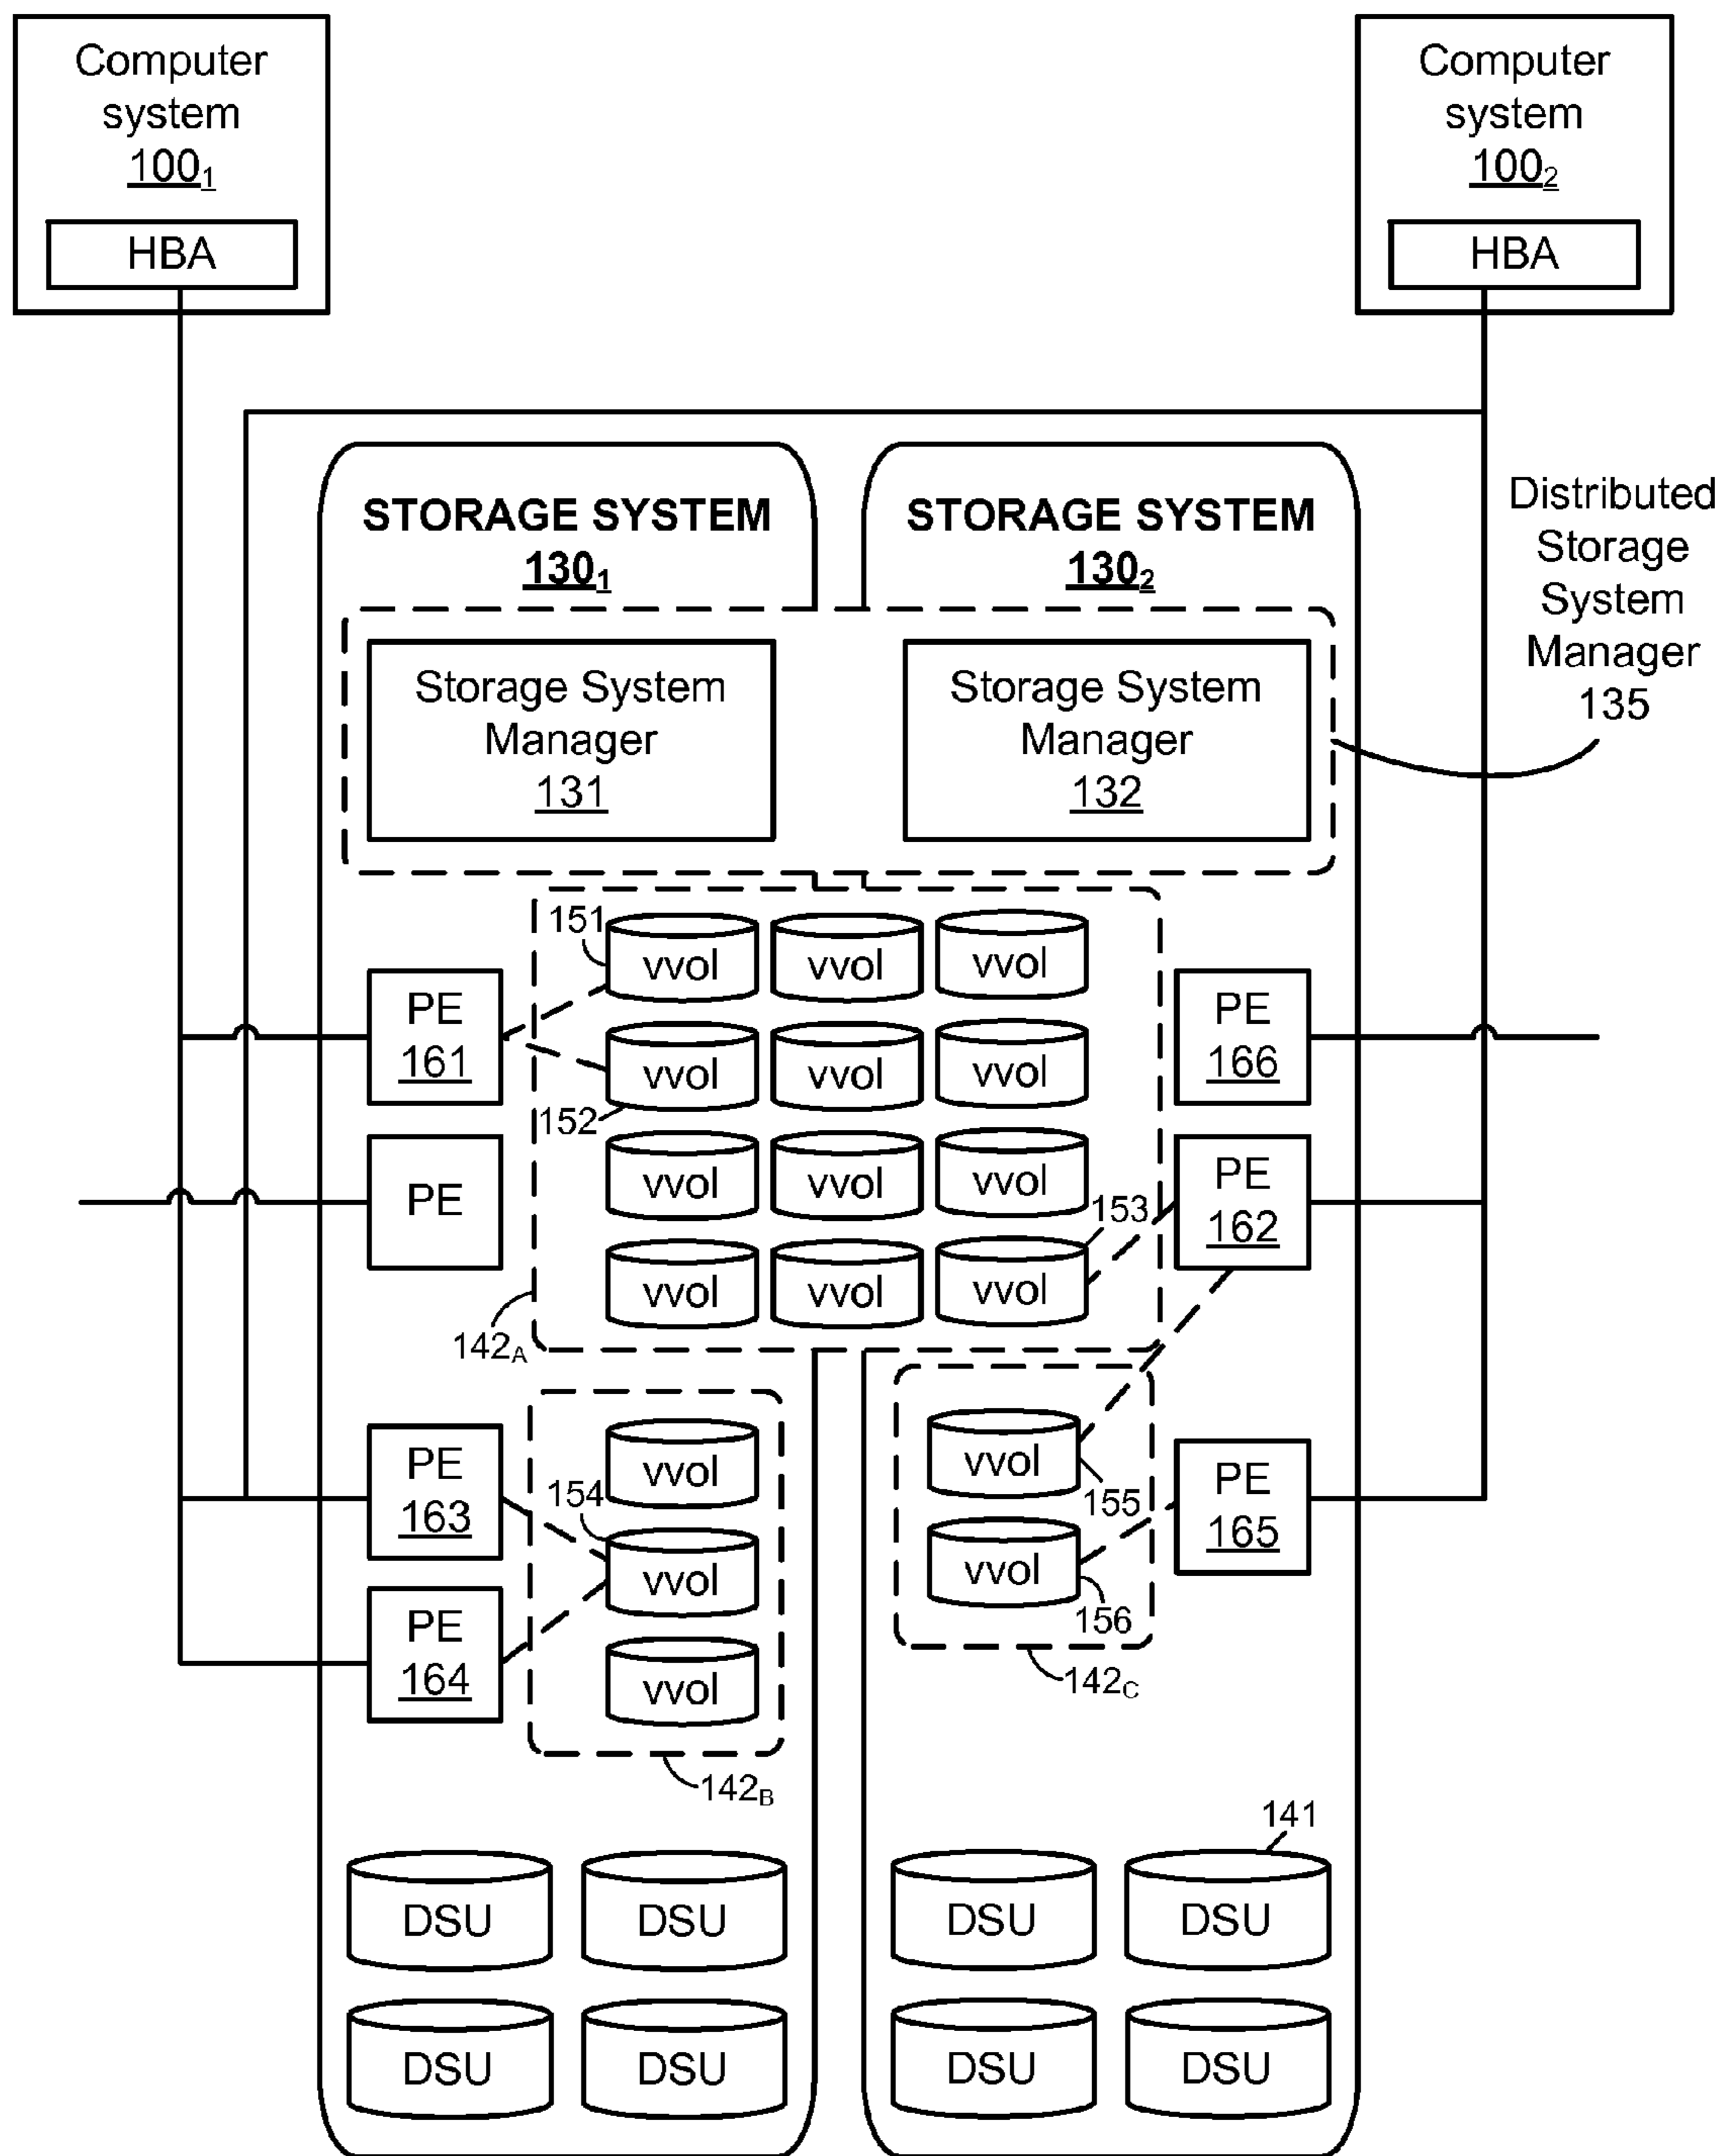 Computer
system
100₁
HBA
Computer
system
100₂
HBA
STORAGE SYSTEM
130₁
STORAGE SYSTEM
130₂
Distributed
Storage
System
Manager
135
Storage System
Manager
131
Storage System
Manager
132
151
vvol
vvol
vvol
PE
161
vvol
vvol
vvol
152
PE
166
PE
vvol
vvol
vvol
153
PE
162
vvol
vvol
vvol
142A
PE
163
154
vvol
vvol
vvol
PE
164
142B
vvol
155
vvol
156
PE
165
142C
141
DSU
DSU
DSU
DSU
DSU
DSU
DSU
DSU